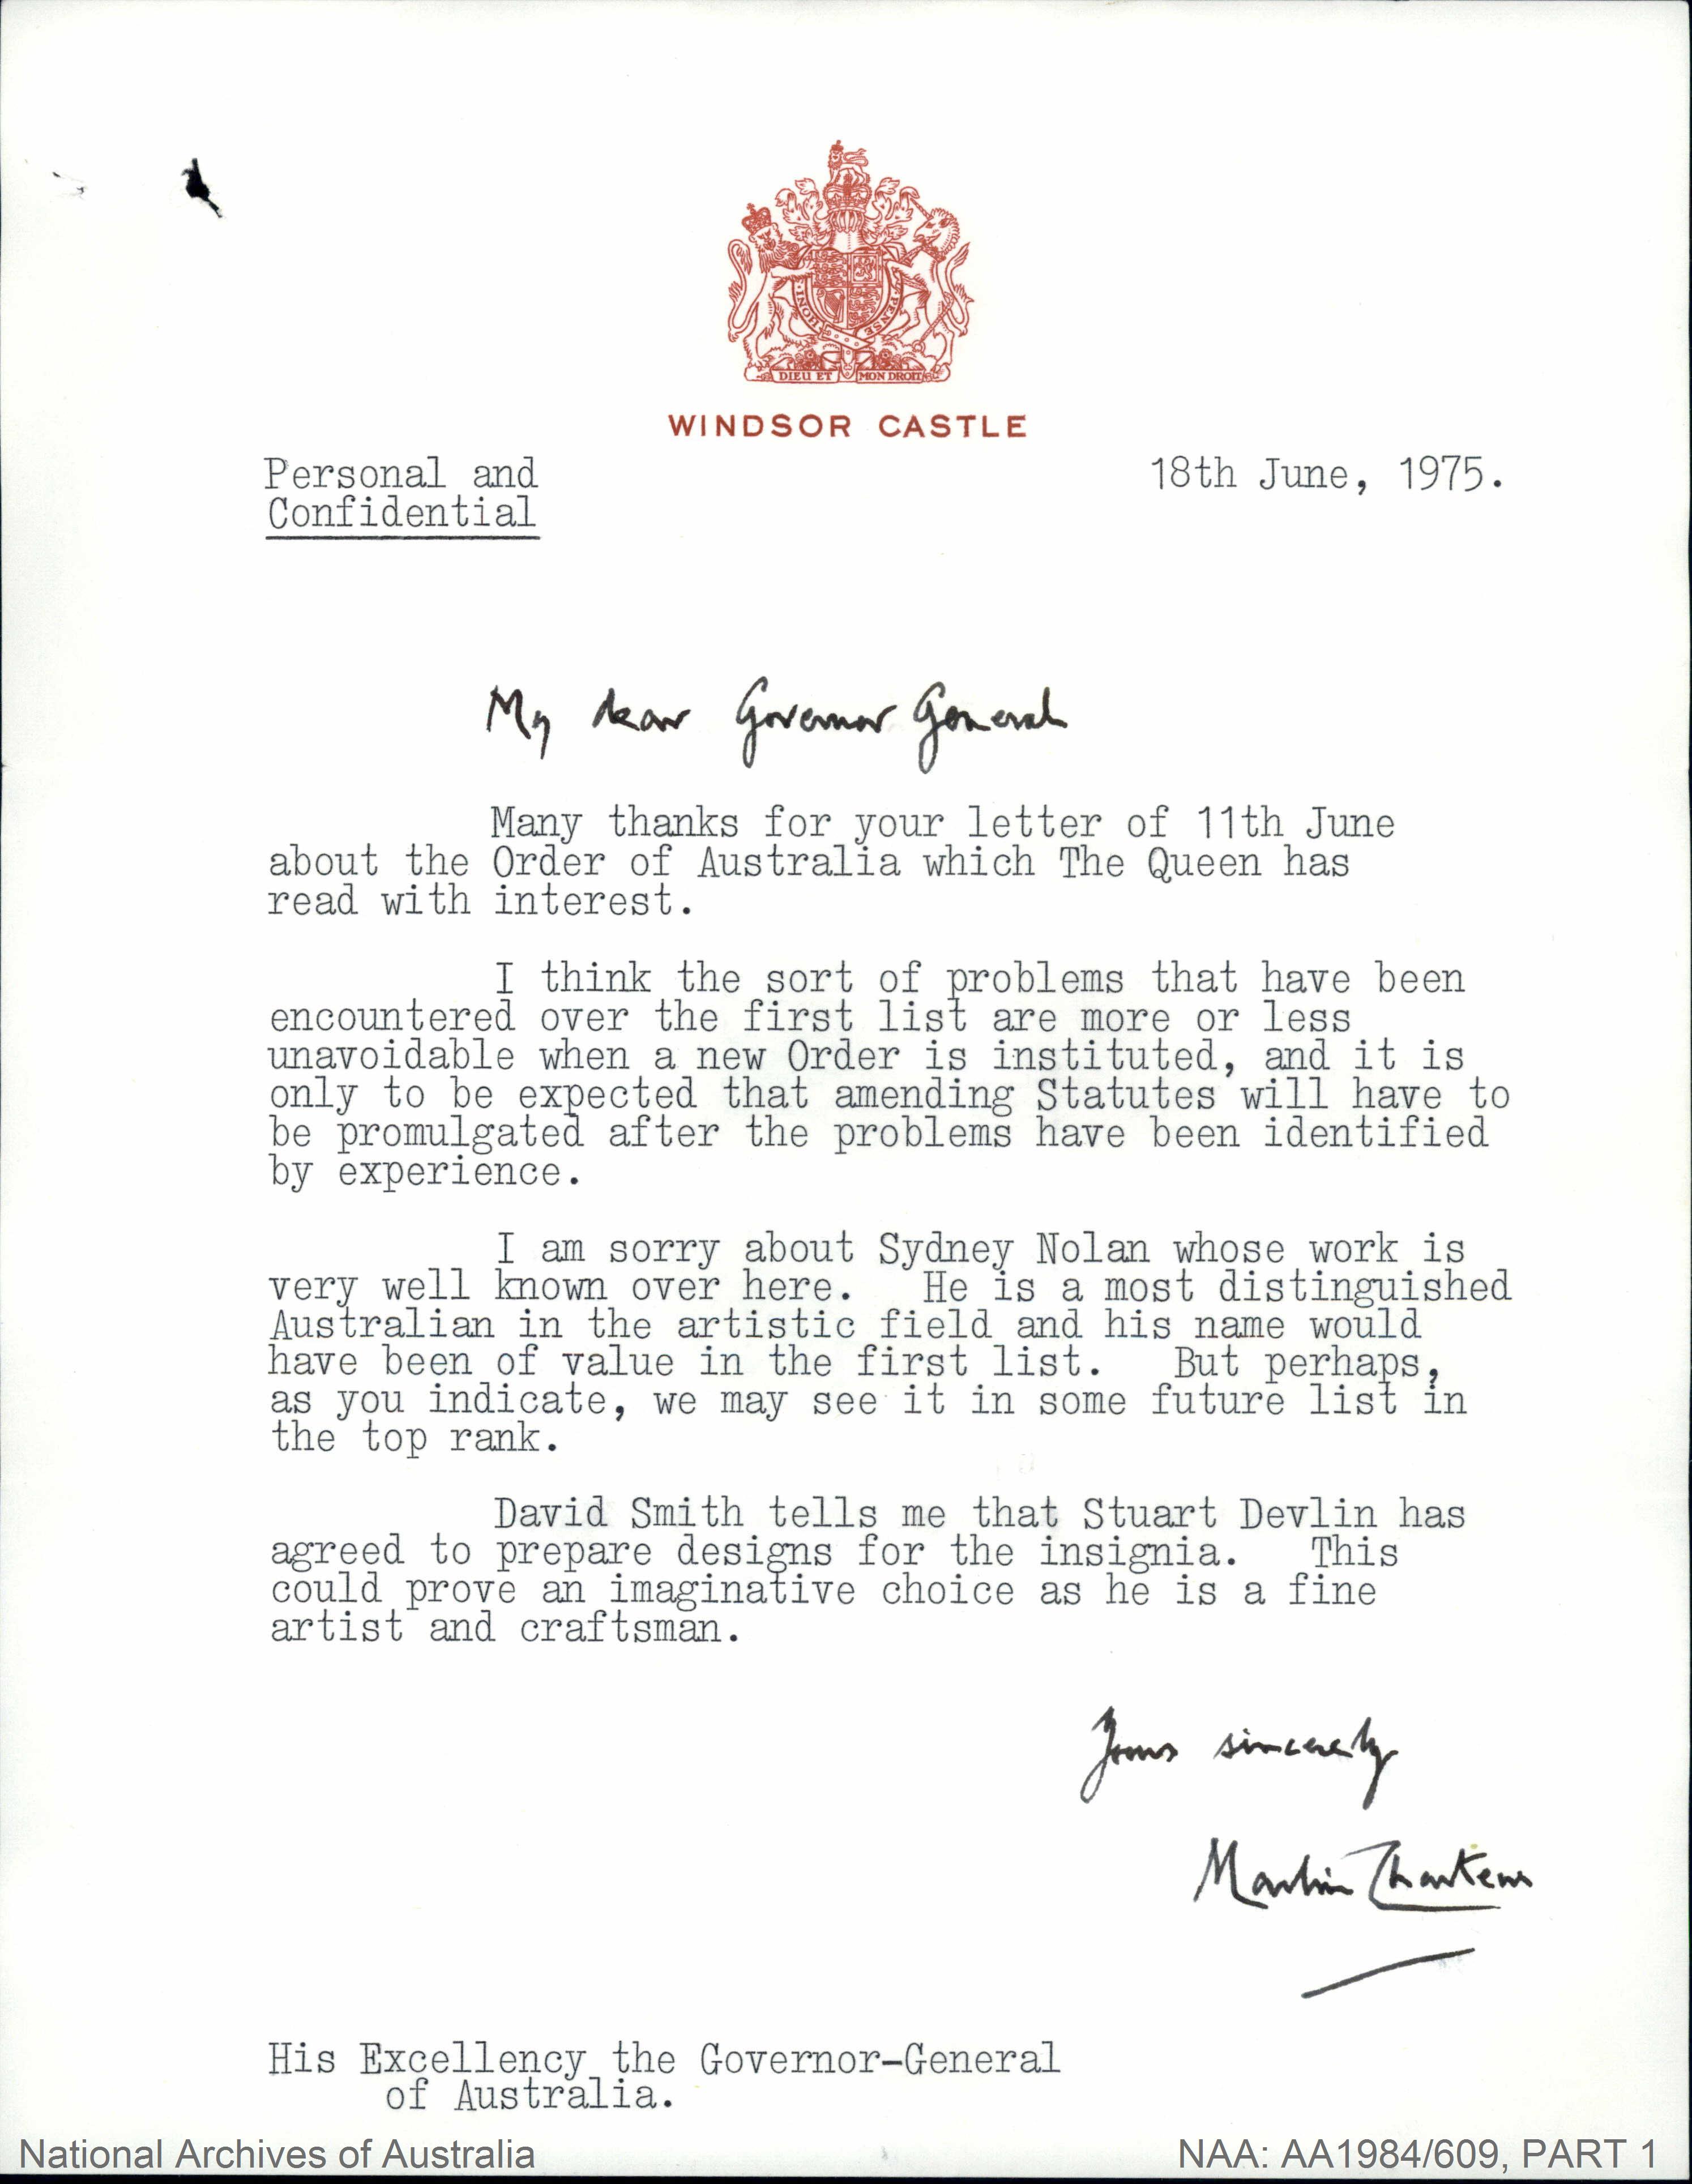 HONI
PENSE
DIEU ET MON DROIT
WINDSOR CASTLE
Personal and
Confidential
18th June, 1975.
My dear Governor General
Many thanks for your letter of 11th June
about the Order of Australia which The Queen has
read with interest.
I think the sort of problems that have been
encountered over the first list are more or less
unavoidable when a new Order is instituted, and it is
only to be expected that amending Statutes will have to
be promulgated after the problems have been identified
by experience.
I am sorry about Sydney Nolan whose work is
very well known over here. He is a most distinguished
Australian in the artistic field and his name would
have been of value in the first list. But perhaps,
as you indicate, we may see it in some future list in
the top rank.
David Smith tells me that Stuart Devlin has
agreed to prepare designs for the insignia. This
could prove an imaginative choice as he is a fine
artist and craftsman.
Yours sincerely
Martin Charteris
His Excellency the Governor-General
of Australia.
National Archives of Australia
NAA: AA1984/609, PART 1